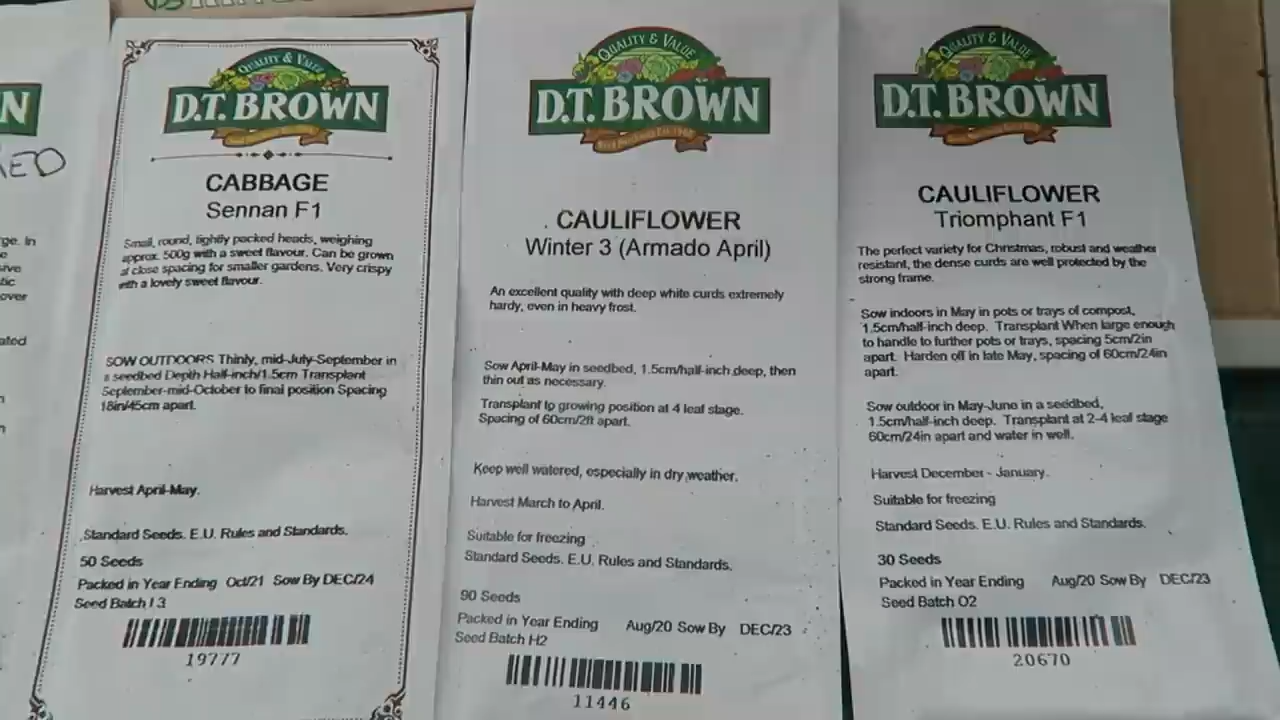 N
ED
ge. In
e
sive
tic
over
ated
n
n
QUALITY & VALUE
D.T. BROWN
CABBAGE
Sennan F1
Small, round, tightly packed heads, weighing
approx. 500g with a sweet flavour. Can be grown
at close spacing for smaller gardens. Very crispy
with a lovely sweet flavour.
SOW OUTDOORS Thinly, mid-July-September in
a seedbed Depth Half-inch/1.5cm Transplant
September-mid-October to final position Spacing
18in/45cm apart.
Harvest April-May.
Standard Seeds. E.U. Rules and Standards.
50 Seeds
Packed in Year Ending Oct/21 Sow By DEC/24
Seed Batch I 3
19777
QUALITY & VALUE
D.T. BROWN
CAULIFLOWER
Winter 3 (Armado April)
An excellent quality with deep white curds extremely
hardy, even in heavy frost.
Sow April-May in seedbed, 1.5cm/half-inch deep, then
thin out as necessary.
Transplant to growing position at 4 leaf stage.
Spacing of 60cm/2ft apart.
Keep well watered, especially in dry weather.
Harvest March to April.
Suitable for freezing
Standard Seeds. E.U. Rules and Standards.
90 Seeds
Packed in Year Ending Aug/20 Sow By DEC/23
Seed Batch H2
11446
QUALITY & VALUE
D.T. BROWN
CAULIFLOWER
Triomphant F1
The perfect variety for Christmas, robust and weather
resistant, the dense curds are well protected by the
strong frame.
Sow indoors in May in pots or trays of compost,
1.5cm/half-inch deep. Transplant When large enough
to handle to further pots or trays, spacing 5cm/2in
apart. Harden off in late May, spacing of 60cm/24in
apart.
Sow outdoor in May-June in a seedbed,
1.5cm/half-inch deep. Transplant at 2-4 leaf stage
60cm/24in apart and water in well.
Harvest December - January.
Suitable for freezing
Standard Seeds. E.U. Rules and Standards.
30 Seeds
Packed in Year Ending Aug/20 Sow By DEC/23
Seed Batch O2
20670